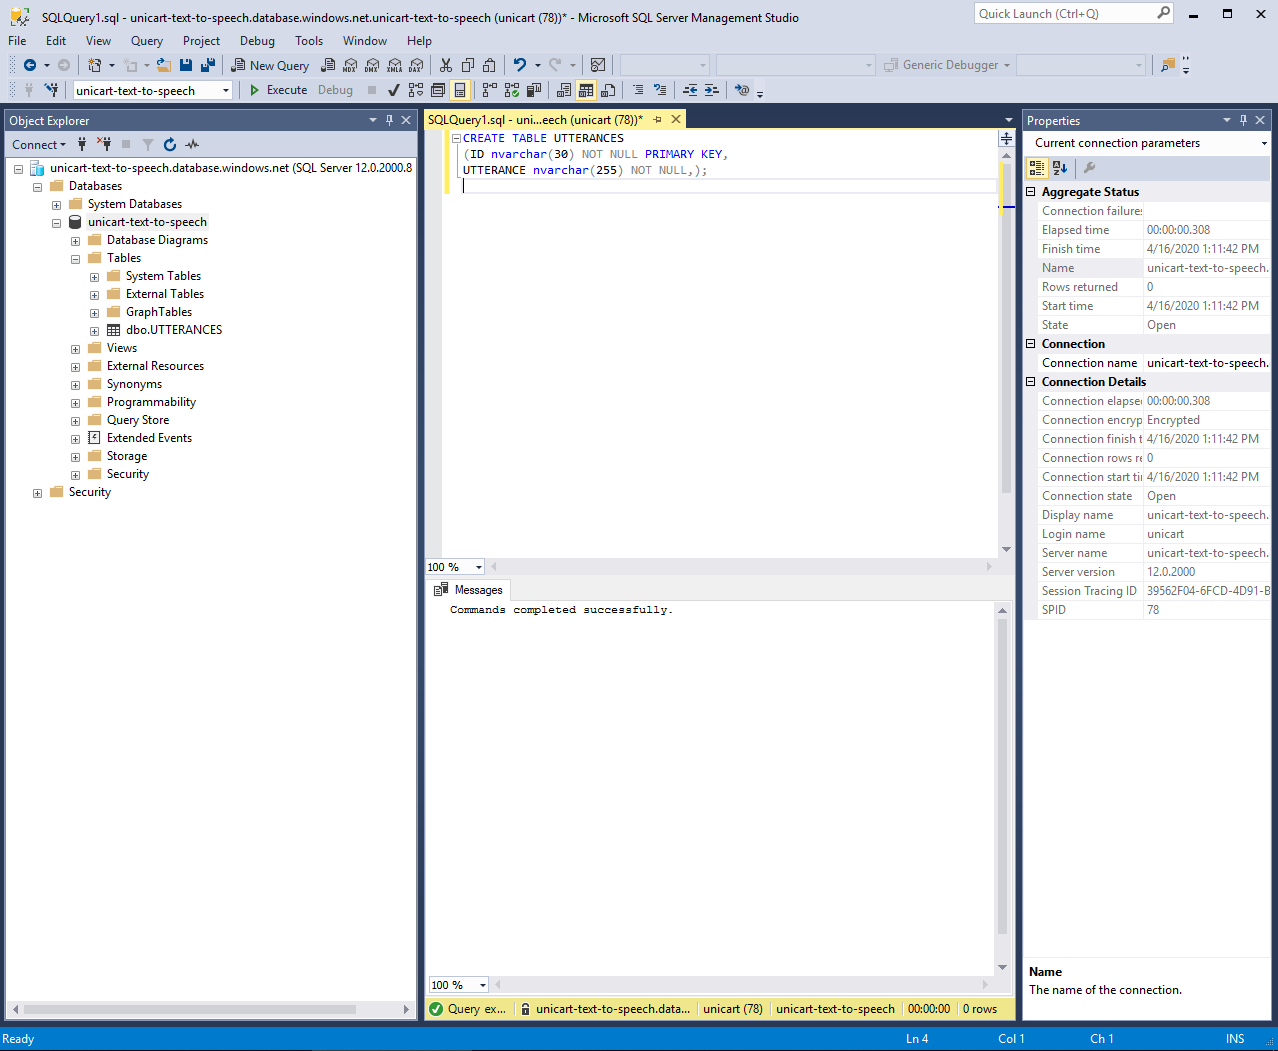 SQLQuery1.sql - unicart-text-to-speech.database.windows.net.unicart-text-to-speech (unicart (78))* - Microsoft SQL Server Management Studio
Quick Launch (Ctrl+Q)
File Edit View Query Project Debug Tools Window Help
New Query MDX DMX XMLA DAX Generic Debugger
unicart-text-to-speech Execute Debug
Object Explorer
Connect
unicart-text-to-speech.database.windows.net (SQL Server 12.0.2000.8
Databases
System Databases
unicart-text-to-speech
Database Diagrams
Tables
System Tables
External Tables
GraphTables
dbo.UTTERANCES
Views
External Resources
Synonyms
Programmability
Query Store
Extended Events
Storage
Security
Security
SQLQuery1.sql - uni...eech (unicart (78))*
CREATE TABLE UTTERANCES
(ID nvarchar(30) NOT NULL PRIMARY KEY,
UTTERANCE nvarchar(255) NOT NULL,);
100 %
Messages
Commands completed successfully.
100 %
Query ex... unicart-text-to-speech.data... unicart (78) unicart-text-to-speech 00:00:00 0 rows
Properties
Current connection parameters
Aggregate Status
Connection failures
Elapsed time 00:00:00.308
Finish time 4/16/2020 1:11:42 PM
Name unicart-text-to-speech.
Rows returned 0
Start time 4/16/2020 1:11:42 PM
State Open
Connection
Connection name unicart-text-to-speech.
Connection Details
Connection elapse 00:00:00.308
Connection encryp Encrypted
Connection finish t 4/16/2020 1:11:42 PM
Connection rows re 0
Connection start ti 4/16/2020 1:11:42 PM
Connection state Open
Display name unicart-text-to-speech.
Login name unicart
Server name unicart-text-to-speech.
Server version 12.0.2000
Session Tracing ID 39562F04-6FCD-4D91-B
SPID 78
Name
The name of the connection.
Ready Ln 4 Col 1 Ch 1 INS